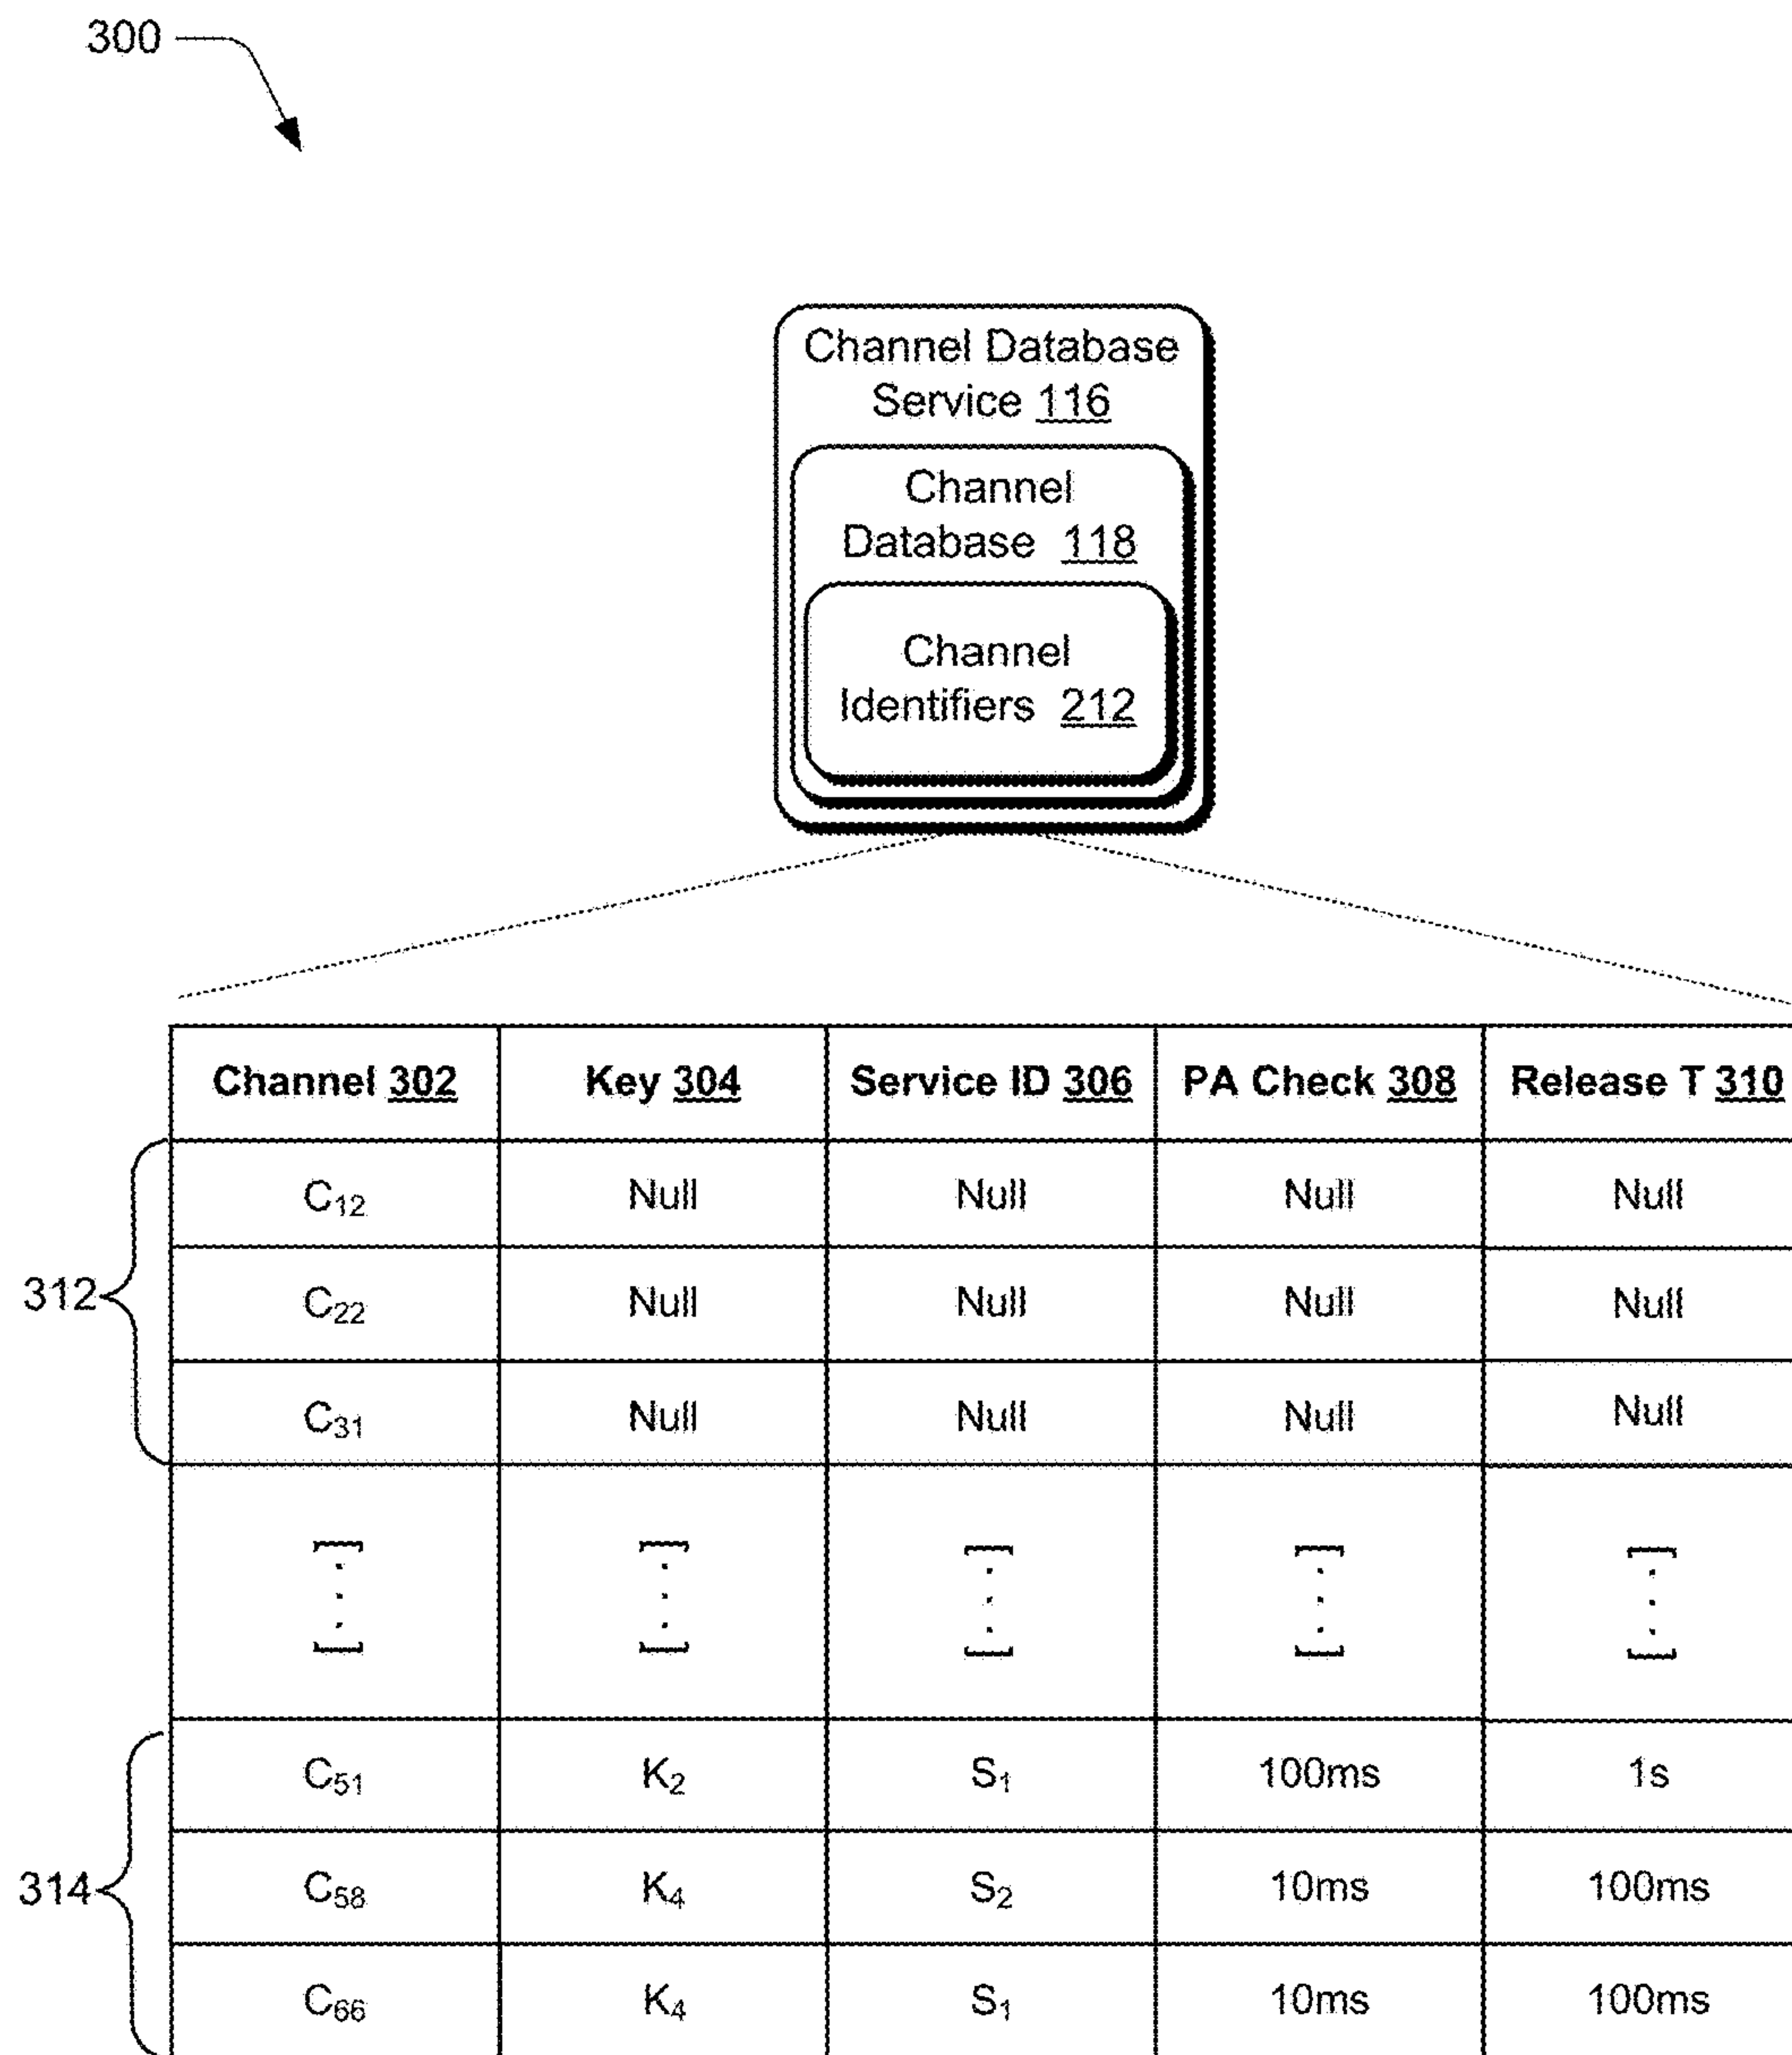 300
Channel Database
Service 116
Channel
Database 118
Channel
Identifiers 212
Channel 302 Key 304 Service ID 306 PA Check 308 Release T 310
C₁₂ Null Null Null Null
312
C₂₂ Null Null Null Null
C₃₁ Null Null Null Null
C₅₁ K₂ S₁ 100ms 1s
314
C₅₈ K₄ S₂ 10ms 100ms
C₆₆ K₄ S₁ 10ms 100ms